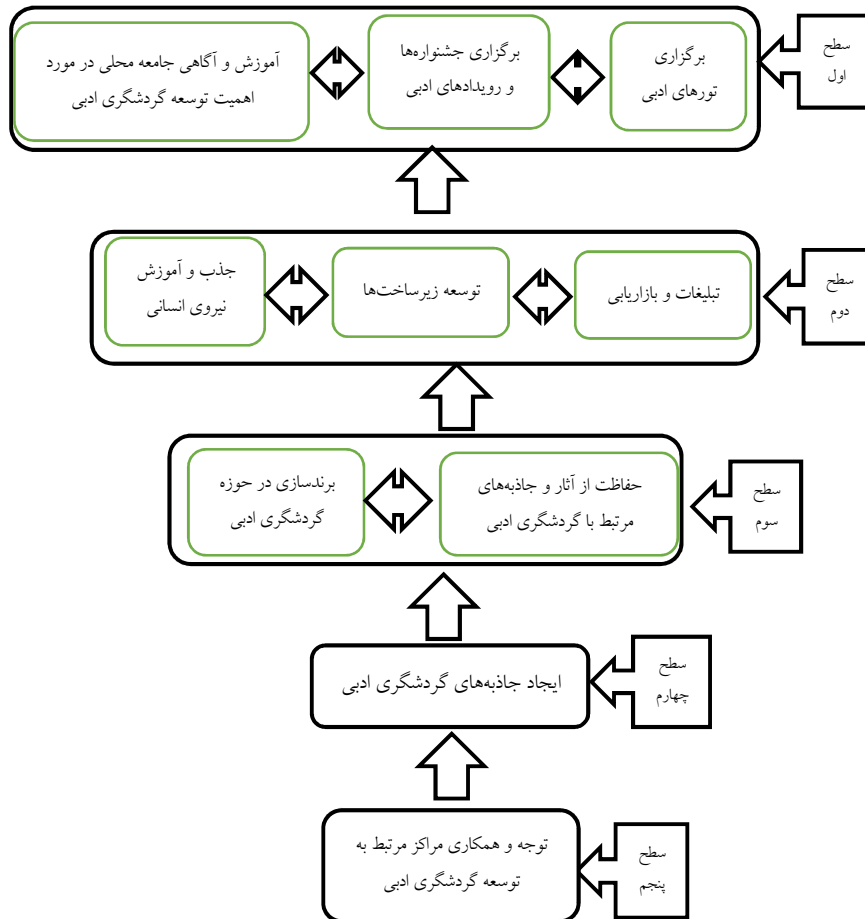 سطح
اول
برگزاری
تورهای ادبی
برگزاری جشنواره‌ها
و رویدادهای ادبی
آموزش و آگاهی جامعه محلی در مورد
اهمیت توسعه گردشگری ادبی
سطح
دوم
تبلیغات و بازاریابی
توسعه زیرساخت‌ها
جذب و آموزش
نیروی انسانی
سطح
سوم
حفاظت از آثار و جاذبه‌های
مرتبط با گردشگری ادبی
برندسازی در حوزه
گردشگری ادبی
سطح
چهارم
ایجاد جاذبه‌های گردشگری ادبی
سطح
پنجم
توجه و همکاری مراکز مرتبط به
توسعه گردشگری ادبی